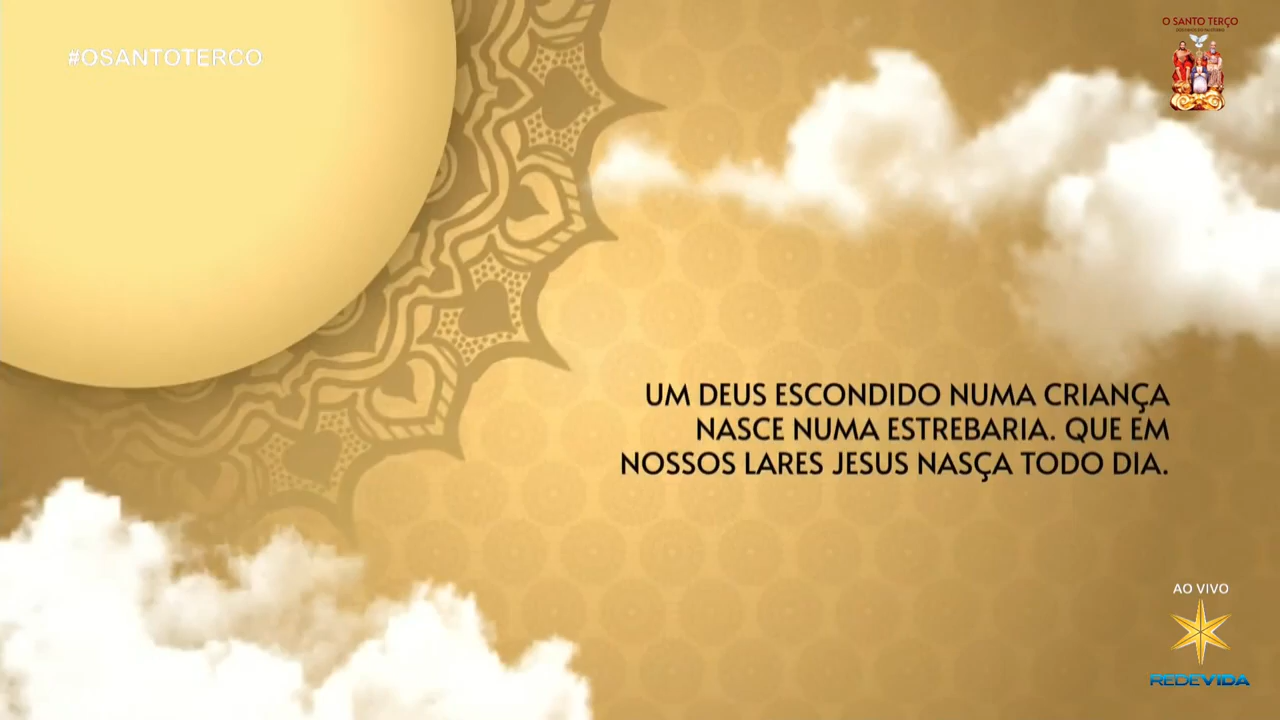 #OSANTOTERCO
O SANTO TERÇO
UM DEUS ESCONDIDO NUMA CRIANÇA
NASCE NUMA ESTREBARIA. QUE EM
NOSSOS LARES JESUS NASÇA TODO DIA.
AO VIVO
REDEVIDA